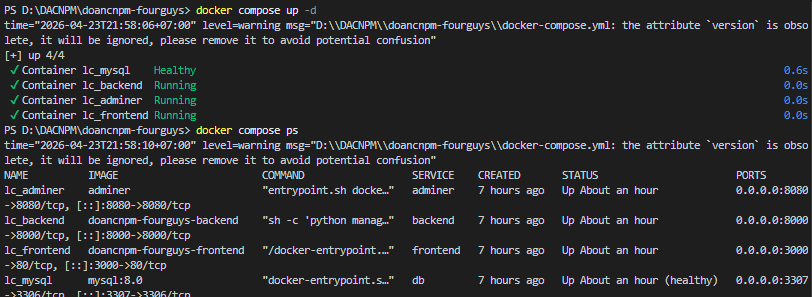 PS D:\DACNPM\doancnpm-fourguys> docker compose up -d
time="2026-04-23T21:58:06+07:00" level=warning msg="D:\\DACNPM\\doancnpm-fourguys\\docker-compose.yml: the attribute `version` is obso
lete, it will be ignored, please remove it to avoid potential confusion"
[+] up 4/4
✓ Container lc_mysql    Healthy    0.6s
✓ Container lc_backend  Running    0.0s
✓ Container lc_adminer  Running    0.0s
✓ Container lc_frontend Running    0.0s
PS D:\DACNPM\doancnpm-fourguys> docker compose ps
time="2026-04-23T21:58:10+07:00" level=warning msg="D:\\DACNPM\\doancnpm-fourguys\\docker-compose.yml: the attribute `version` is obso
lete, it will be ignored, please remove it to avoid potential confusion"
NAME          IMAGE                        COMMAND                  SERVICE    CREATED       STATUS                       PORTS
lc_adminer    adminer                      "entrypoint.sh docke…"   adminer    7 hours ago   Up About an hour             0.0.0.0:8080
->8080/tcp, [::]:8080->8080/tcp
lc_backend    doancnpm-fourguys-backend    "sh -c 'python manag…"   backend    7 hours ago   Up About an hour             0.0.0.0:8000
->8000/tcp, [::]:8000->8000/tcp
lc_frontend   doancnpm-fourguys-frontend   "/docker-entrypoint.…"   frontend   7 hours ago   Up About an hour             0.0.0.0:3000
->80/tcp, [::]:3000->80/tcp
lc_mysql      mysql:8.0                    "docker-entrypoint.s…"   db         7 hours ago   Up About an hour (healthy)   0.0.0.0:3307
->3306/tcp, [::]:3307->3306/tcp